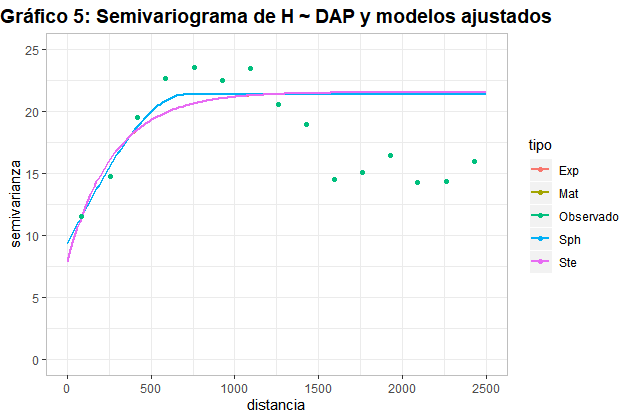 Gráfico 5: Semivariograma de H ~ DAP y modelos ajustados
25
20
15
10
5
0
semivarianza
0 500 1000 1500 2000 2500
distancia
tipo
Exp
Mat
Observado
Sph
Ste